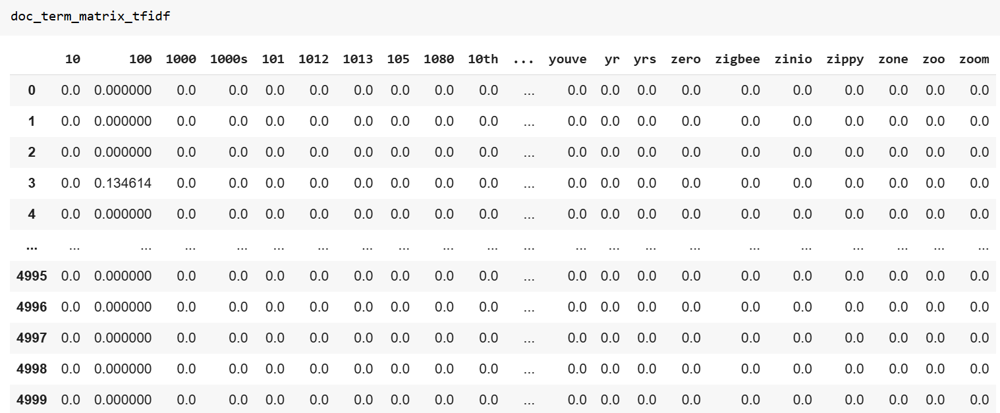 doc_term_matrix_tfidf
10 100 1000 1000s 101 1012 1013 105 1080 10th ... youve yr yrs zero zigbee zinio zippy zone zoo zoom
0 0.0 0.000000 0.0 0.0 0.0 0.0 0.0 0.0 0.0 0.0 ... 0.0 0.0 0.0 0.0 0.0 0.0 0.0 0.0 0.0 0.0
1 0.0 0.000000 0.0 0.0 0.0 0.0 0.0 0.0 0.0 0.0 ... 0.0 0.0 0.0 0.0 0.0 0.0 0.0 0.0 0.0 0.0
2 0.0 0.000000 0.0 0.0 0.0 0.0 0.0 0.0 0.0 0.0 ... 0.0 0.0 0.0 0.0 0.0 0.0 0.0 0.0 0.0 0.0
3 0.0 0.134614 0.0 0.0 0.0 0.0 0.0 0.0 0.0 0.0 ... 0.0 0.0 0.0 0.0 0.0 0.0 0.0 0.0 0.0 0.0
4 0.0 0.000000 0.0 0.0 0.0 0.0 0.0 0.0 0.0 0.0 ... 0.0 0.0 0.0 0.0 0.0 0.0 0.0 0.0 0.0 0.0
... ... ... ... ... ... ... ... ... ... ... ... ... ... ... ... ... ... ... ... ... ...
4995 0.0 0.000000 0.0 0.0 0.0 0.0 0.0 0.0 0.0 0.0 ... 0.0 0.0 0.0 0.0 0.0 0.0 0.0 0.0 0.0 0.0
4996 0.0 0.000000 0.0 0.0 0.0 0.0 0.0 0.0 0.0 0.0 ... 0.0 0.0 0.0 0.0 0.0 0.0 0.0 0.0 0.0 0.0
4997 0.0 0.000000 0.0 0.0 0.0 0.0 0.0 0.0 0.0 0.0 ... 0.0 0.0 0.0 0.0 0.0 0.0 0.0 0.0 0.0 0.0
4998 0.0 0.000000 0.0 0.0 0.0 0.0 0.0 0.0 0.0 0.0 ... 0.0 0.0 0.0 0.0 0.0 0.0 0.0 0.0 0.0 0.0
4999 0.0 0.000000 0.0 0.0 0.0 0.0 0.0 0.0 0.0 0.0 ... 0.0 0.0 0.0 0.0 0.0 0.0 0.0 0.0 0.0 0.0